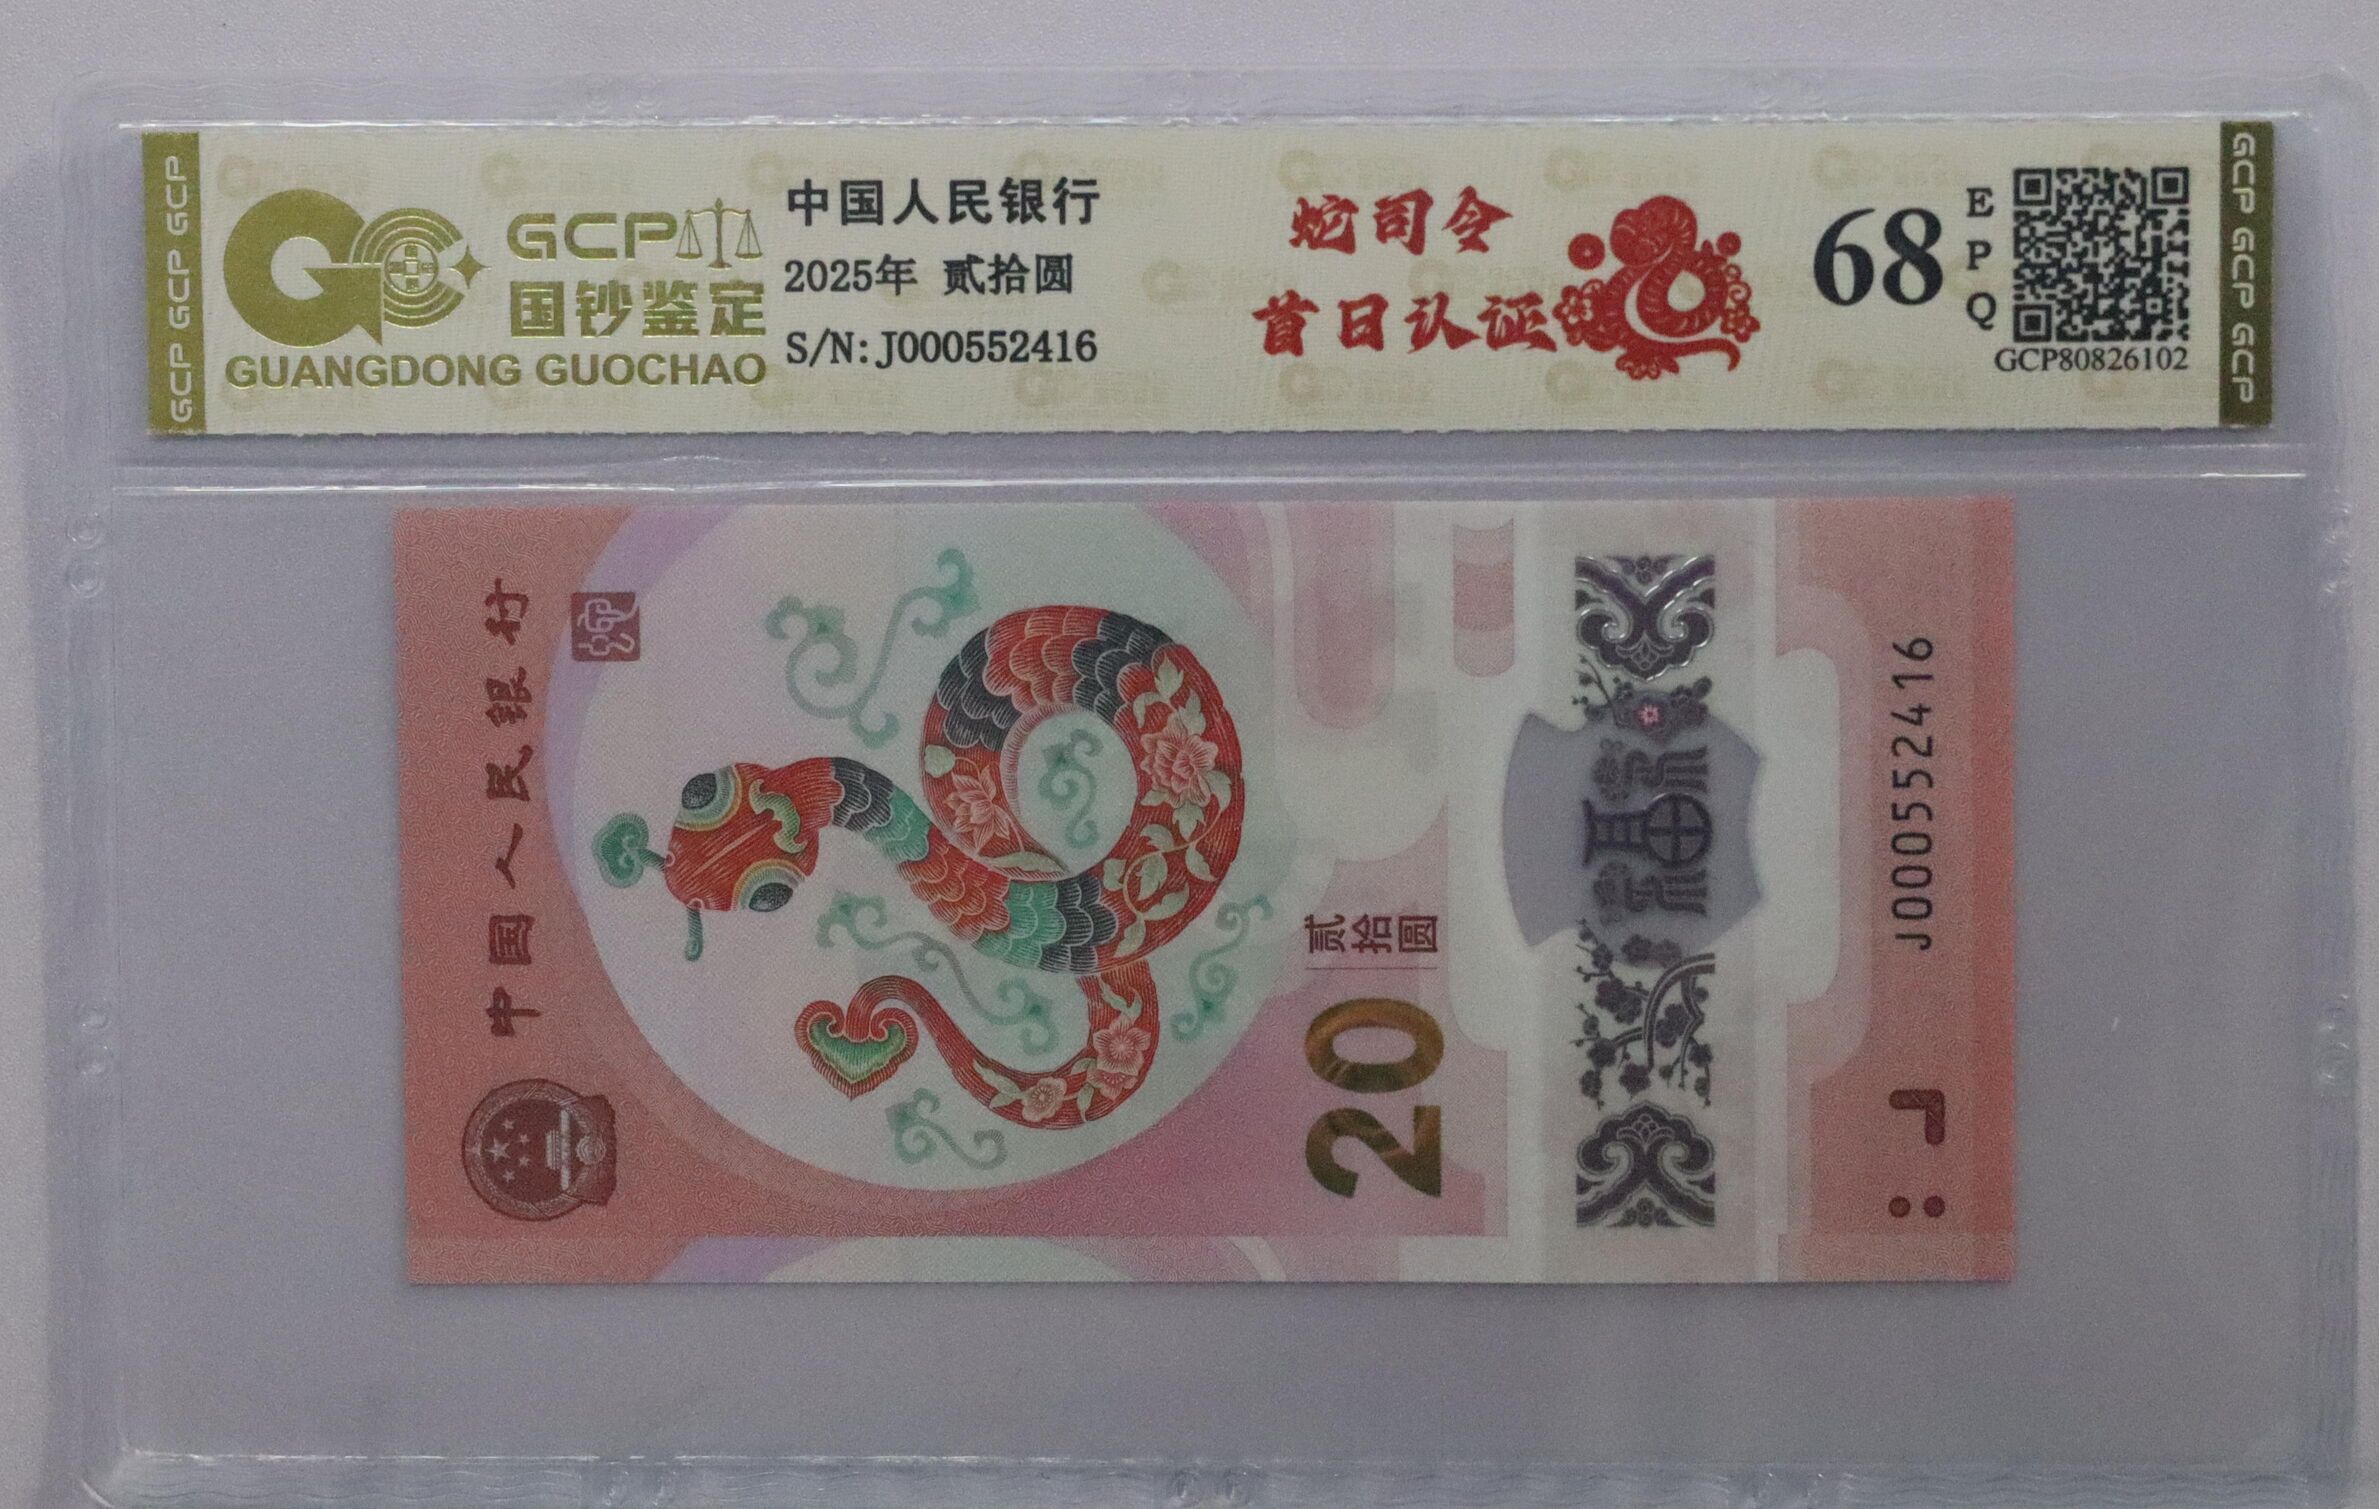 GCP GCP GCP
GCP
国钞鉴定
GUANGDONG GUOCHAO
中国人民银行
2025年 贰拾圆
S/N: J000552416
蛇司令
首日认证
68
EPQ
GCP80826102
GCP GCP GCP
中国人民银行
贰拾圆
20
福
J000552416